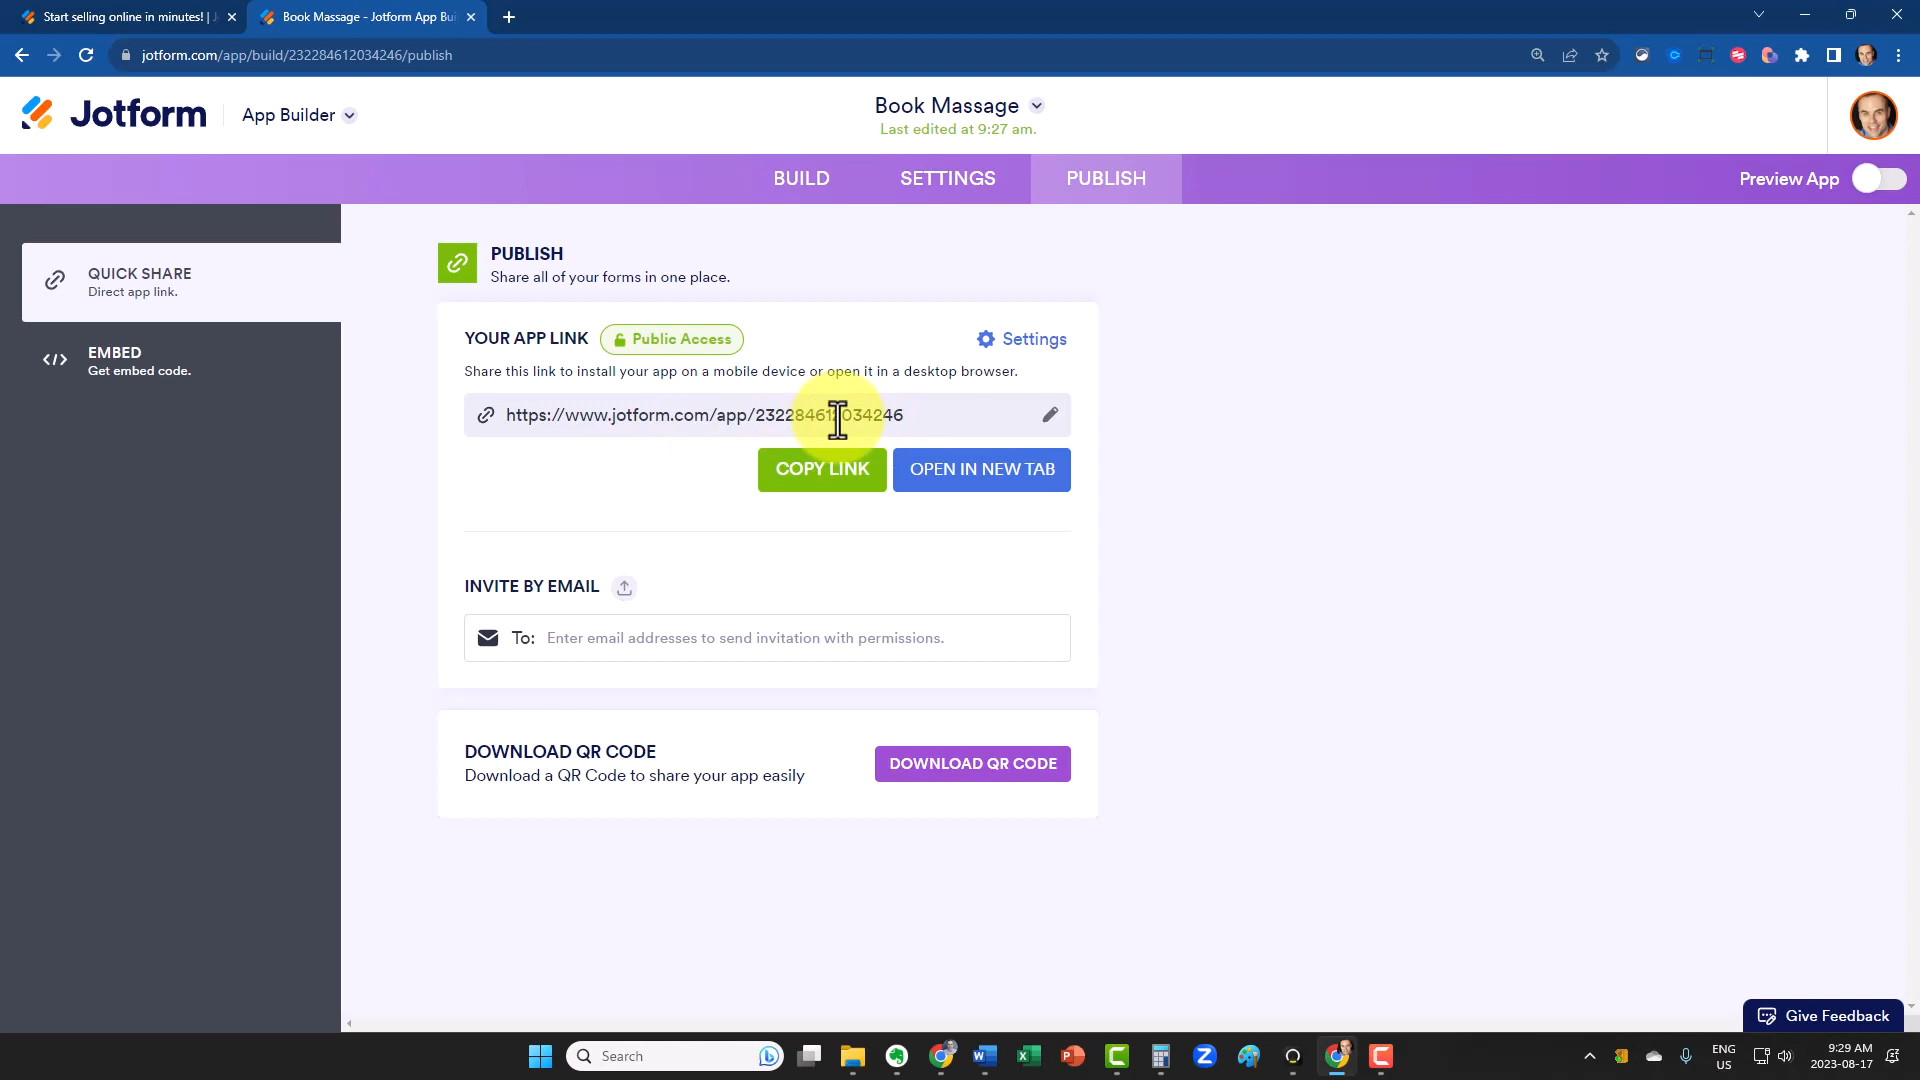 Start selling online in minutes! | J
Book Massage - Jotform App Bui
jotform.com/app/build/232284612034246/publish
Jotform
App Builder
Book Massage
Last edited at 9:27 am.
BUILD
SETTINGS
PUBLISH
Preview App
QUICK SHARE
Direct app link.
EMBED
Get embed code.
PUBLISH
Share all of your forms in one place.
YOUR APP LINK
Public Access
Settings
Share this link to install your app on a mobile device or open it in a desktop browser.
https://www.jotform.com/app/232284612034246
COPY LINK
OPEN IN NEW TAB
INVITE BY EMAIL
To: Enter email addresses to send invitation with permissions.
DOWNLOAD QR CODE
Download a QR Code to share your app easily
DOWNLOAD QR CODE
Give Feedback
Search
ENG
US
9:29 AM
2023-08-17